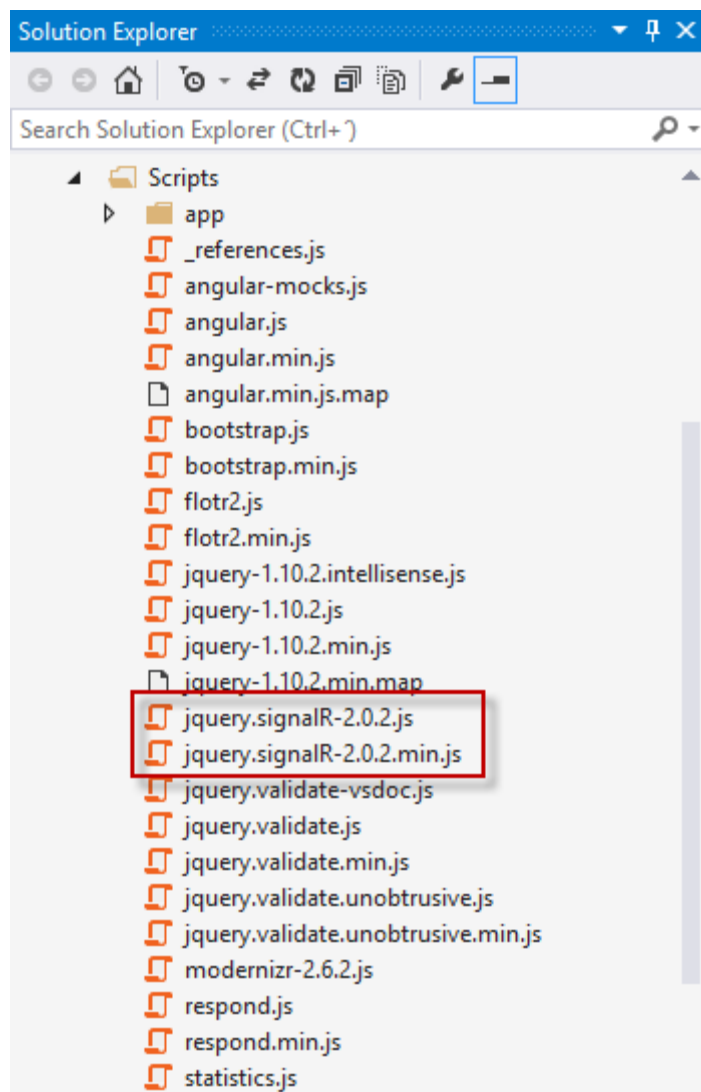 Solution Explorer
Search Solution Explorer (Ctrl+ˇ)
Scripts
app
_references.js
angular-mocks.js
angular.js
angular.min.js
angular.min.js.map
bootstrap.js
bootstrap.min.js
flotr2.js
flotr2.min.js
jquery-1.10.2.intellisense.js
jquery-1.10.2.js
jquery-1.10.2.min.js
jquery-1.10.2.min.map
jquery.signalR-2.0.2.js
jquery.signalR-2.0.2.min.js
jquery.validate-vsdoc.js
jquery.validate.js
jquery.validate.min.js
jquery.validate.unobtrusive.js
jquery.validate.unobtrusive.min.js
modernizr-2.6.2.js
respond.js
respond.min.js
statistics.js